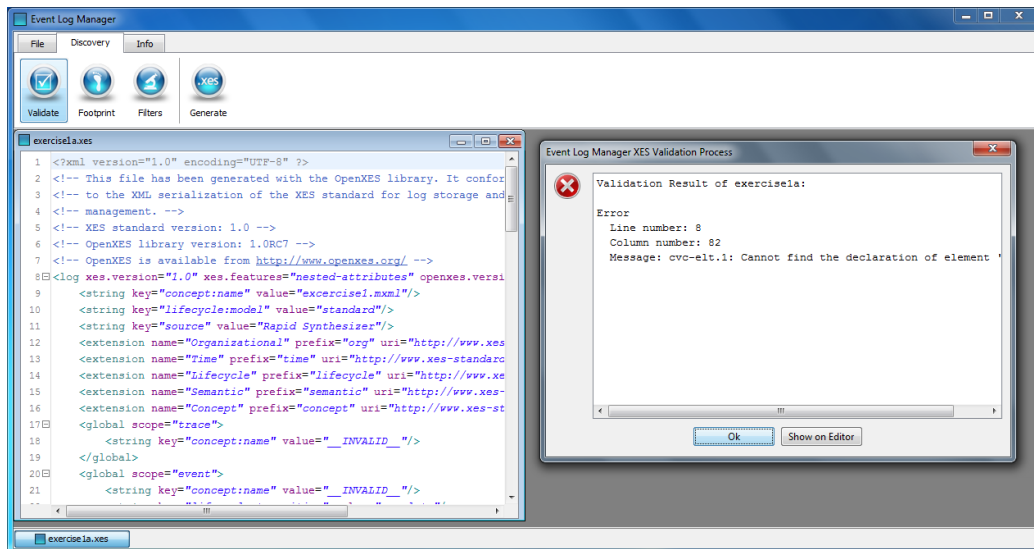 Event Log Manager
File Discovery Info
.xes
Validate Footprint Filters Generate
exercise1a.xes
1 <?xml version="1.0" encoding="UTF-8" ?>
2 <!-- This file has been generated with the OpenXES library. It confor
3 <!-- to the XML serialization of the XES standard for log storage and
4 <!-- management. -->
5 <!-- XES standard version: 1.0 -->
6 <!-- OpenXES library version: 1.0RC7 -->
7 <!-- OpenXES is available from http://www.openxes.org/ -->
8 <log xes.version="1.0" xes.features="nested-attributes" openxes.versi
9 <string key="concept:name" value="excercise1.mxml"/>
10 <string key="lifecycle:model" value="standard"/>
11 <string key="source" value="Rapid Synthesizer"/>
12 <extension name="Organizational" prefix="org" uri="http://www.xes
13 <extension name="Time" prefix="time" uri="http://www.xes-standard
14 <extension name="Lifecycle" prefix="lifecycle" uri="http://www.xe
15 <extension name="Semantic" prefix="semantic" uri="http://www.xes-
16 <extension name="Concept" prefix="concept" uri="http://www.xes-st
17 <global scope="trace">
18 <string key="concept:name" value="__INVALID__"/>
19 </global>
20 <global scope="event">
21 <string key="concept:name" value="__INVALID__"/>
Event Log Manager XES Validation Process
Validation Result of exercise1a:
Error
Line number: 8
Column number: 82
Message: cvc-elt.1: Cannot find the declaration of element '
Ok Show on Editor
exercise1a.xes